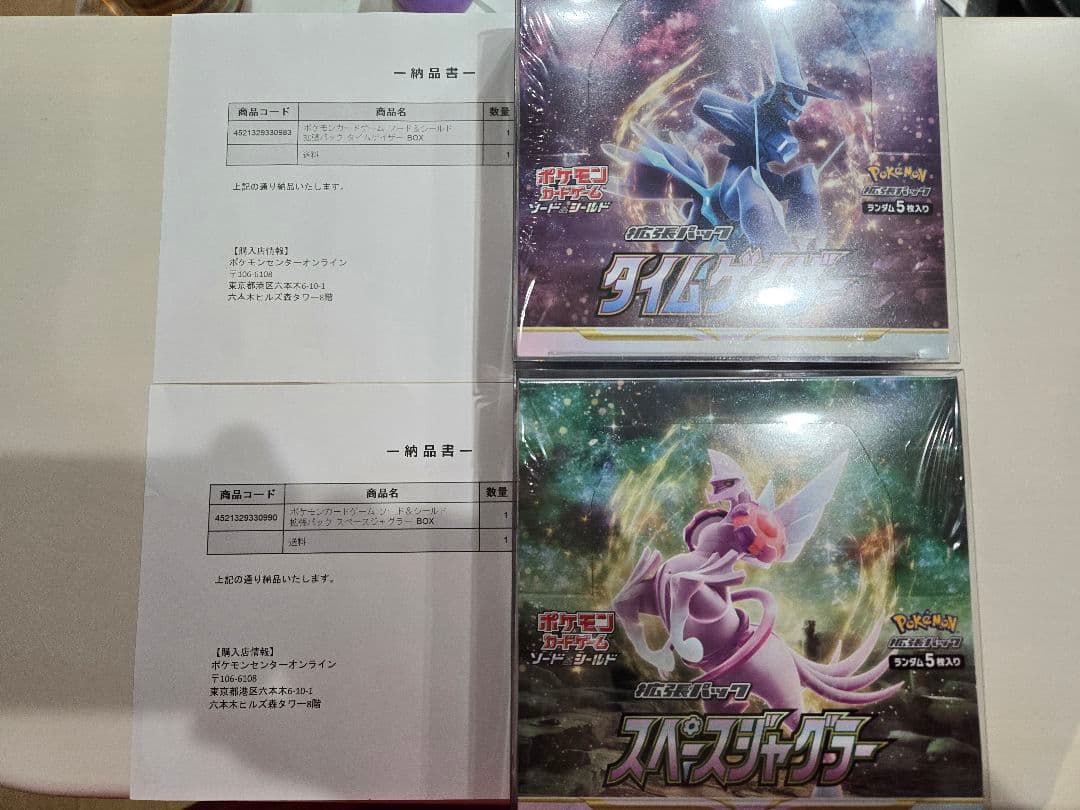 ー納品書ー
商品コード 商品名 数量
4521329330983 ポケモンカードゲーム ソード&シールド 1
拡張パック タイムゲイザー BOX
送料 1
上記の通り納品いたします。
【購入店情報】
ポケモンセンターオンライン
〒106-6108
東京都港区六本木6-10-1
六本木ヒルズ森タワー8階
ポケモン
カードゲーム
ソード&シールド
POKÉMON
拡張パック
ランダム5枚入り
拡張パック
タイムゲイザー
ー納品書ー
商品コード 商品名 数量
4521329330990 ポケモンカードゲーム ソード&シールド 1
拡張パック スペースジャグラー BOX
送料 1
上記の通り納品いたします。
【購入店情報】
ポケモンセンターオンライン
〒106-6108
東京都港区六本木6-10-1
六本木ヒルズ森タワー8階
ポケモン
カードゲーム
ソード&シールド
POKÉMON
拡張パック
ランダム5枚入り
拡張パック
スペースジャグラー